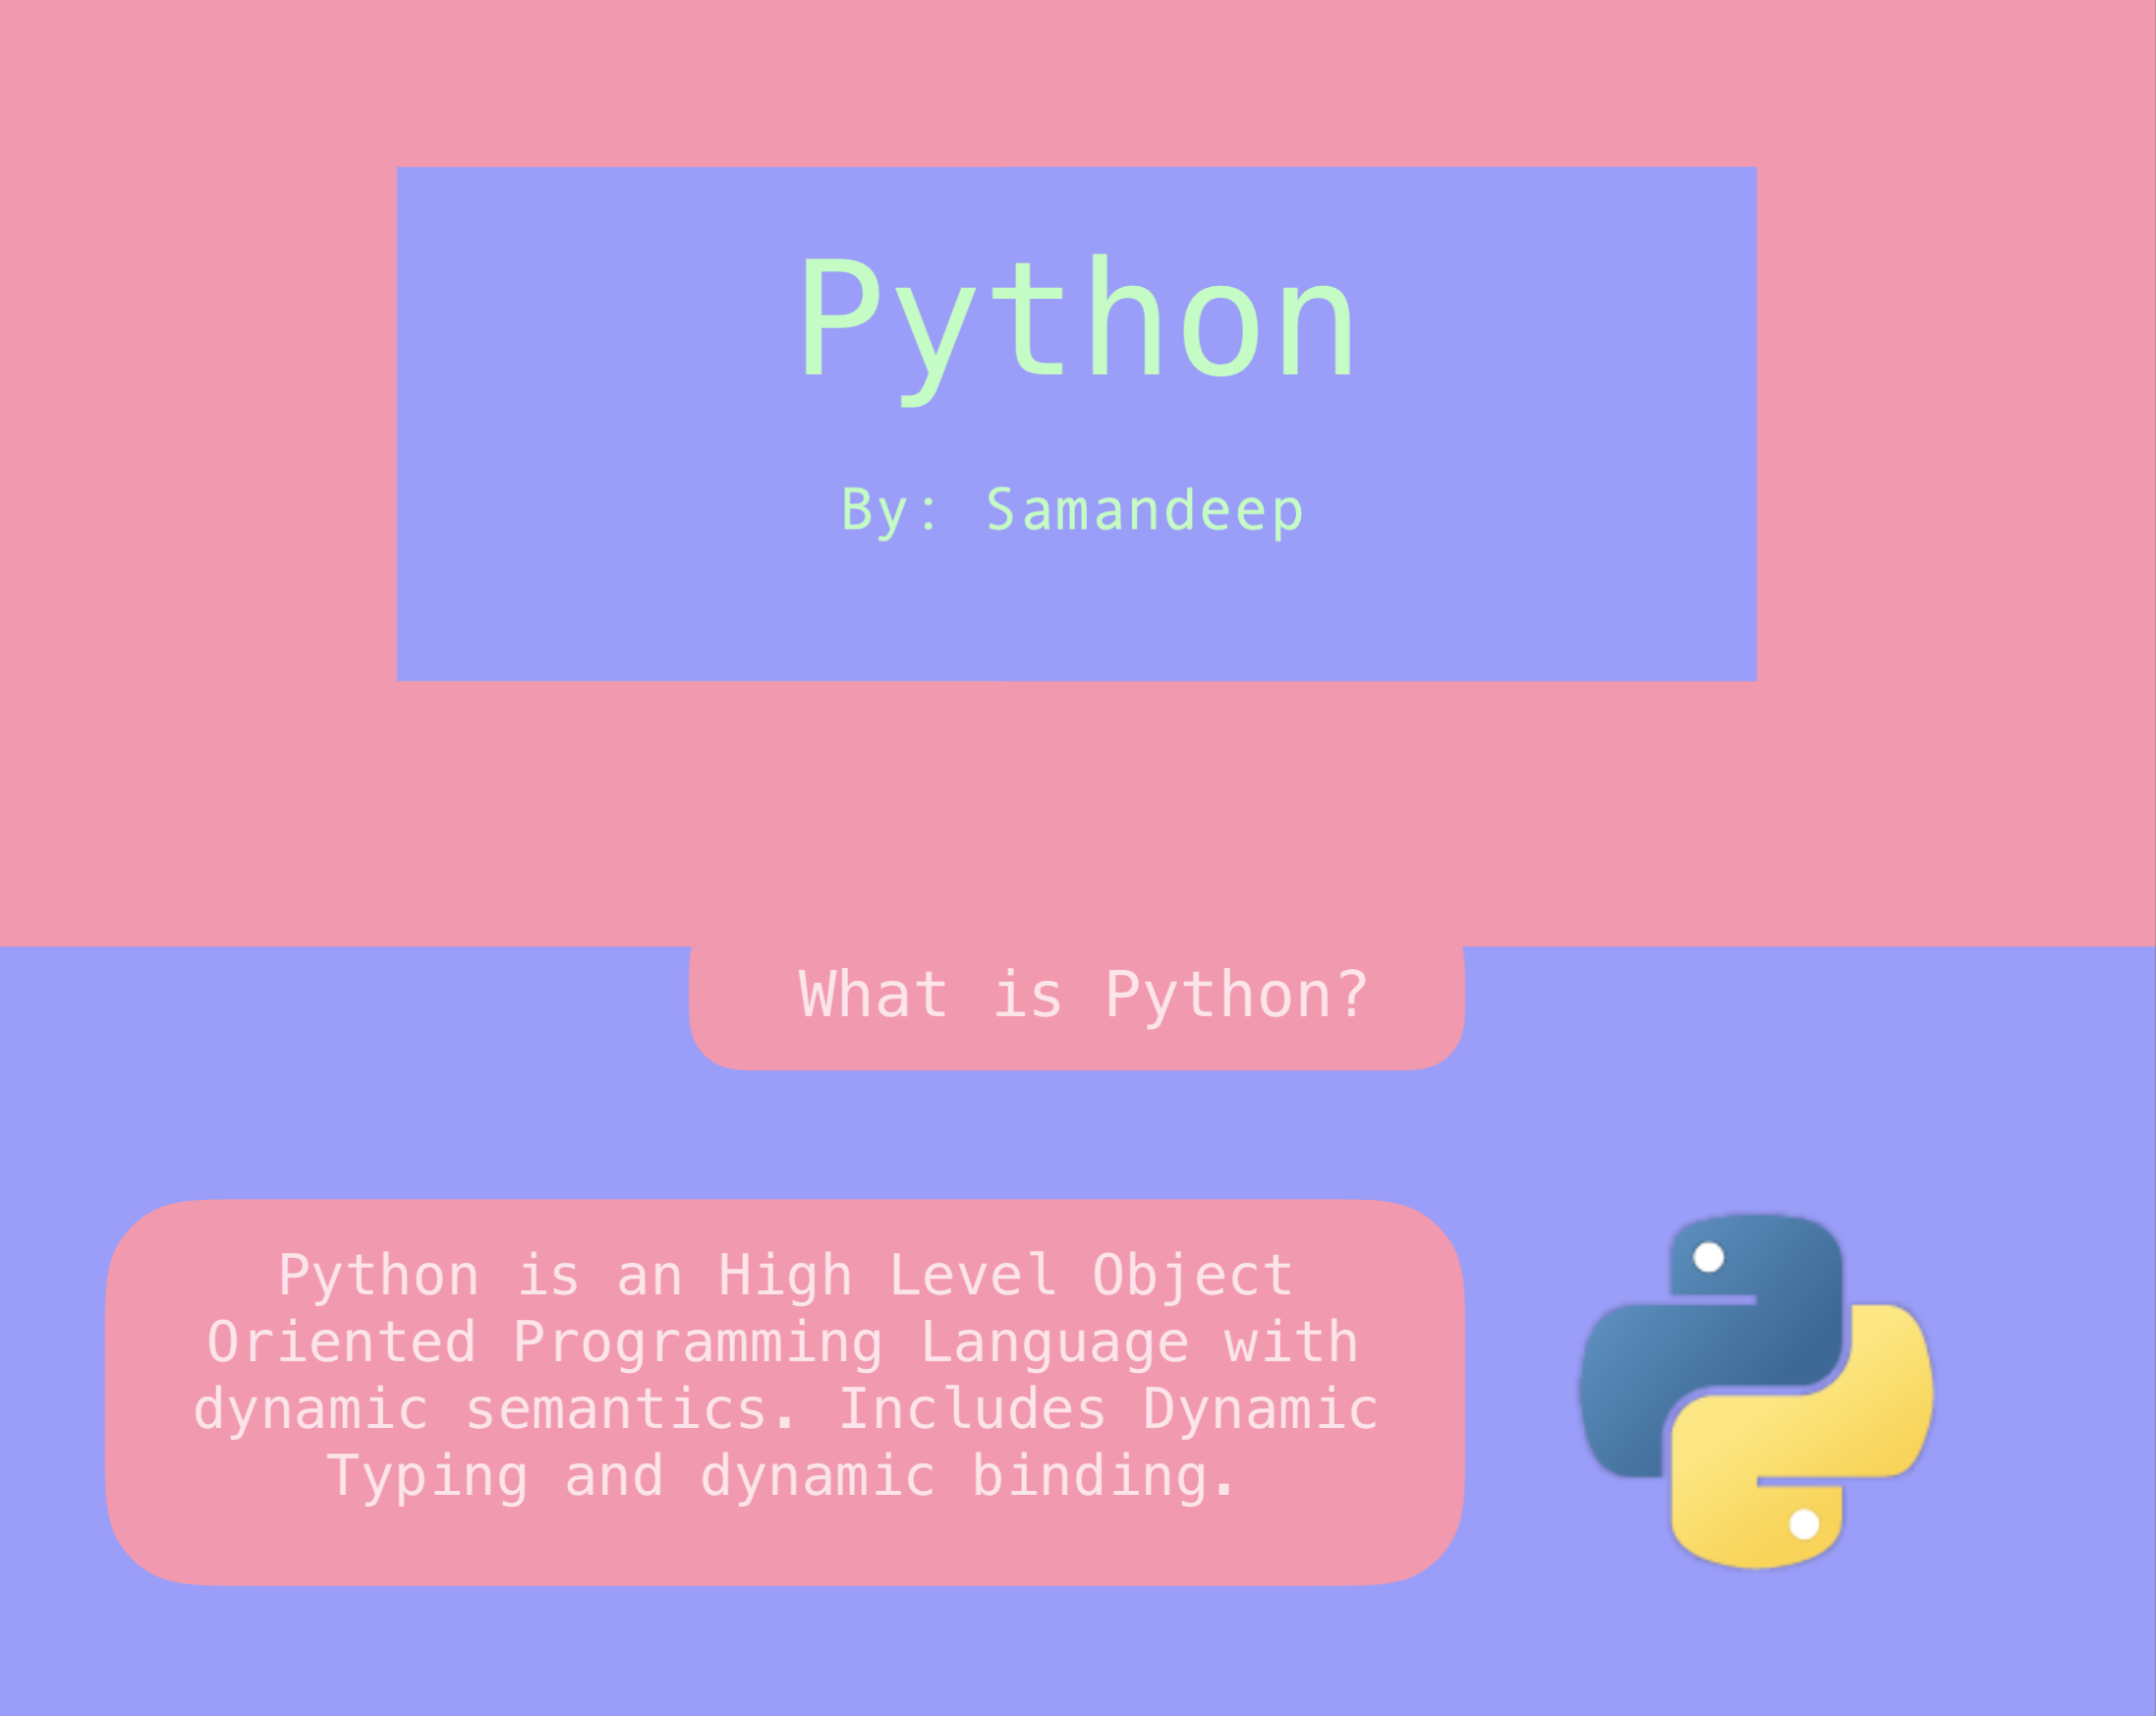 Python
By: Samandeep
What is Python?
Python is an High Level Object
Oriented Programming Language with
dynamic semantics. Includes Dynamic
Typing and dynamic binding.